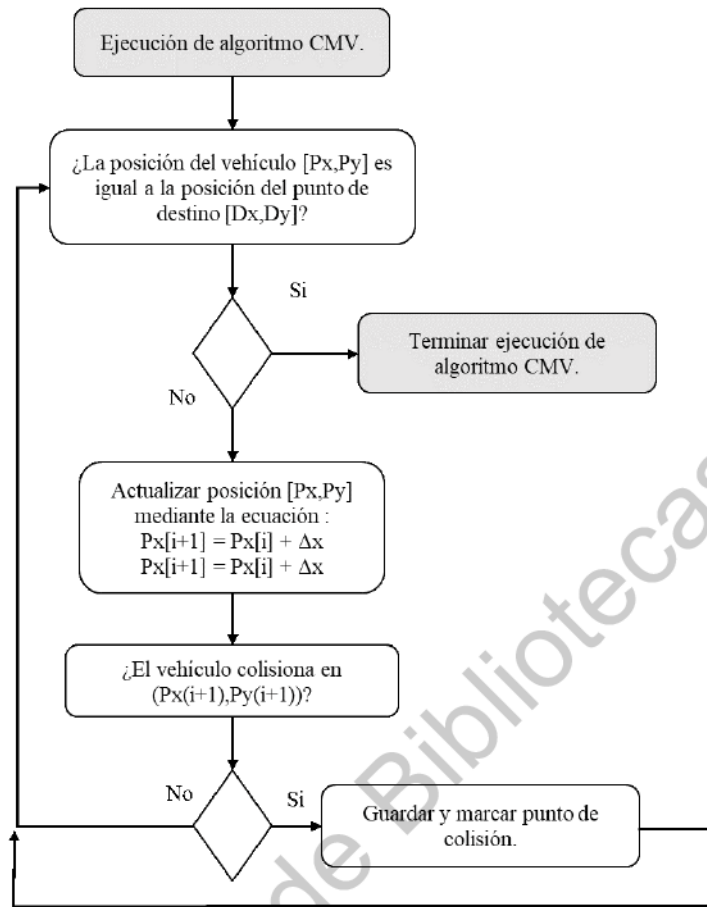 Ejecución de algoritmo CMV.
¿La posición del vehículo [Px,Py] es
igual a la posición del punto de
destino [Dx,Dy]?
Si
Terminar ejecución de
algoritmo CMV.
No
Actualizar posición [Px,Py]
mediante la ecuación :
Px[i+1] = Px[i] + Δx
Px[i+1] = Px[i] + Δx
¿El vehículo colisiona en
(Px(i+1),Py(i+1))?
No
Si
Guardar y marcar punto de
colisión.
de Bibliotecas